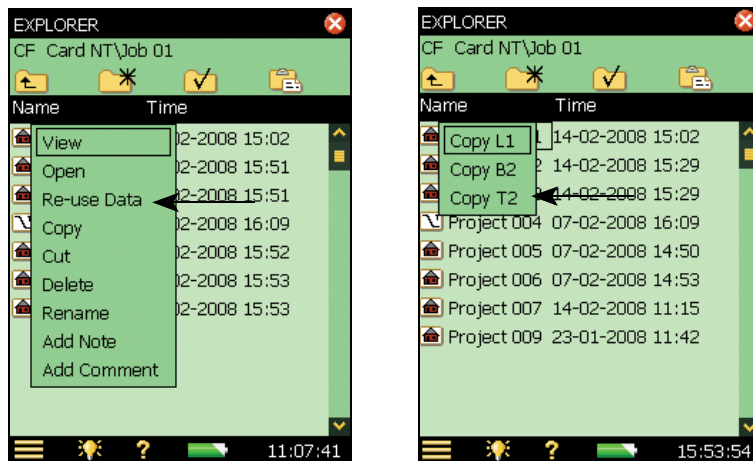 EXPLORER
CF Card NT\Job 01
Name Time
View
02-2008 15:02
Open
02-2008 15:51
Re-use Data
02-2008 15:51
Copy
02-2008 16:09
Cut
02-2008 15:52
Delete
02-2008 15:53
Rename
02-2008 15:53
Add Note
Add Comment
? 11:07:41
EXPLORER
CF Card NT\Job 01
Name Time
Copy L1 1 14-02-2008 15:02
Copy B2 2 14-02-2008 15:29
Copy T2 3 14-02-2008 15:29
Project 004 07-02-2008 16:09
Project 005 07-02-2008 14:50
Project 006 07-02-2008 14:53
Project 007 14-02-2008 11:15
Project 009 23-01-2008 11:42
? 15:53:54